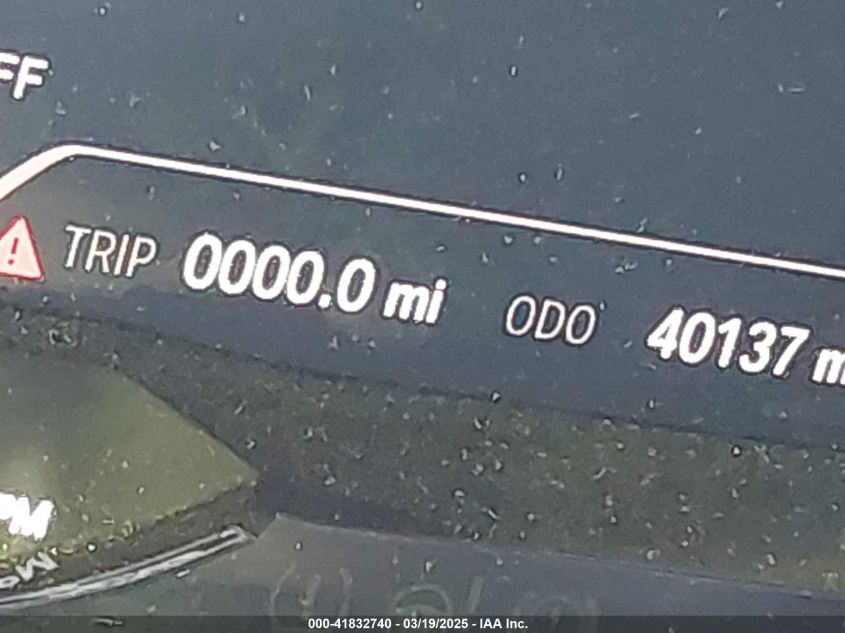 FF
TRIP 0000.0 mi ODO 40137 m
PM
000-41832740 - 03/19/2025 - IAA Inc.